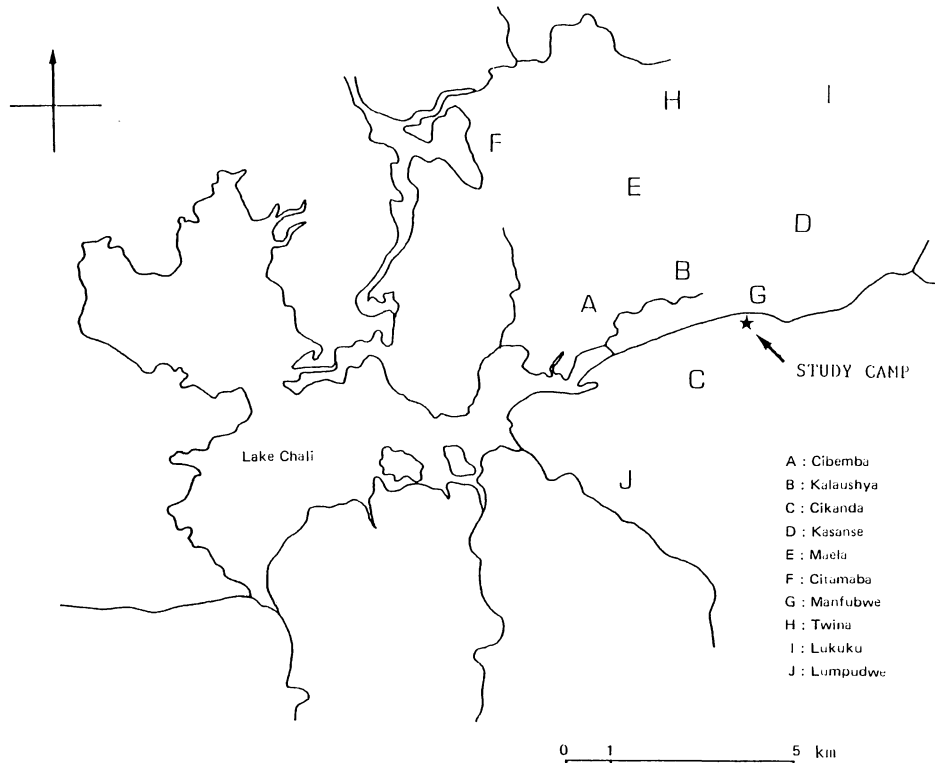 H
I
F
E
D
B
G
A
STUDY CAMP
C
Lake Chali
J
A : Cibemba
B : Kalaushya
C : Cikanda
D : Kasanse
E : Maela
F : Citamaba
G : Manfubwe
H : Twina
I : Lukuku
J : Lumpudwe
0 1 5 km